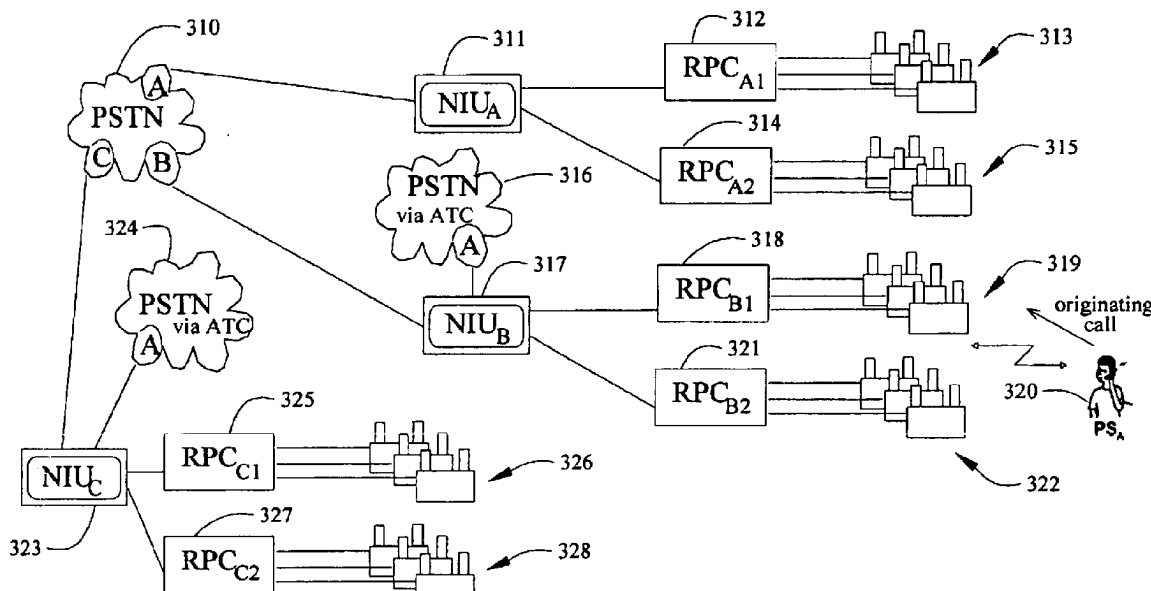 310
311
312
313
A
PSTN
C
B
NIU_A
RPC_A1
314
315
RPC_A2
PSTN
via ATC
A
316
324
PSTN
via ATC
A
317
NIU_B
318
RPC_B1
319
originating
call
321
RPC_B2
320
PS_A
322
325
RPC_C1
326
NIU_C
323
327
RPC_C2
328